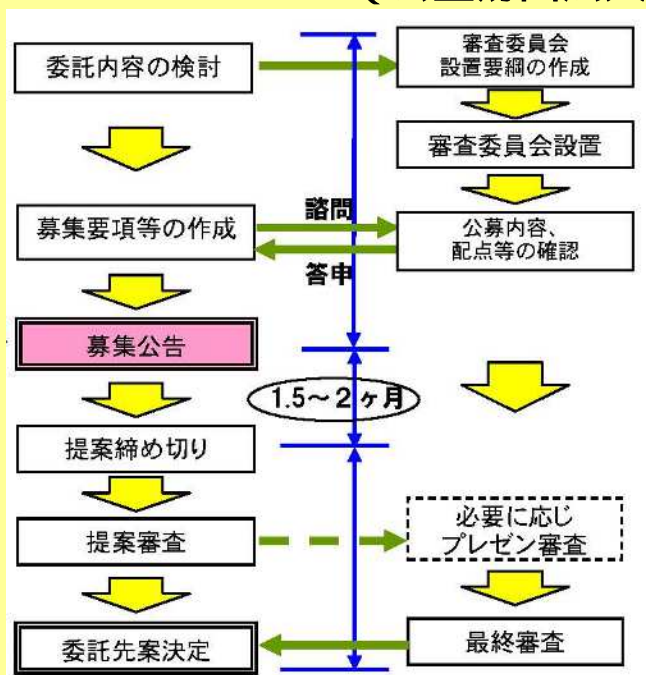 委託内容の検討
審査委員会
設置要綱の作成
審査委員会設置
募集要項等の作成
諮問
答申
公募内容、
配点等の確認
募集公告
1.5～2ヶ月
提案締め切り
提案審査
必要に応じ
プレゼン審査
委託先案決定
最終審査